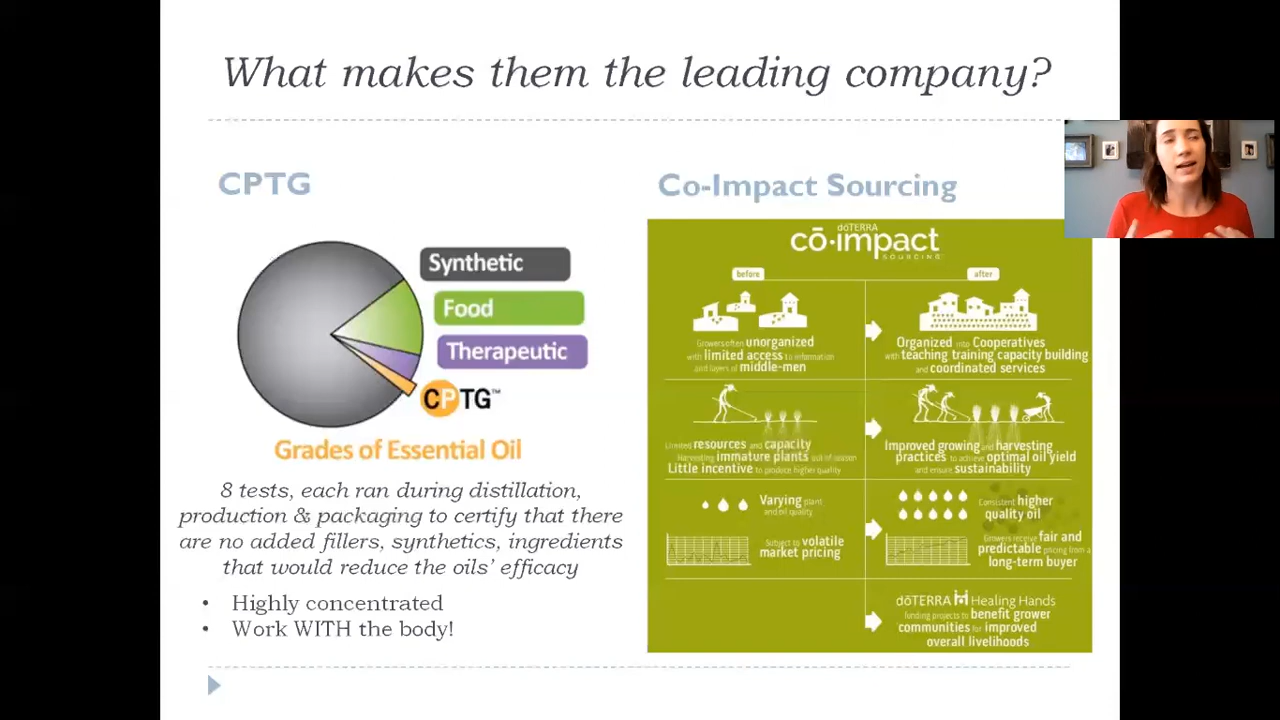 What makes them the leading company?
CPTG
Synthetic
Food
Therapeutic
CPTG™
Grades of Essential Oil
8 tests, each ran during distillation,
production & packaging to certify that there
are no added fillers, synthetics, ingredients
that would reduce the oils' efficacy
• Highly concentrated
• Work WITH the body!
Co-Impact Sourcing
dōTERRA
cō·impact
SOURCING
before
after
Growers often unorganized
with limited access to information
and layers of middle-men
Organized into Cooperatives
with teaching training capacity building
and coordinated services
Limited resources and capacity
Harvesting immature plants out of season
Little incentive to produce higher quality
Improved growing and harvesting
practices to achieve optimal oil yield
and ensure sustainability
Varying plant
and oil quality
Consistent higher
quality oil
Subject to volatile
market pricing
Growers receive fair and
predictable pricing from a
long-term buyer
dōTERRA Healing Hands
funding projects to benefit grower
communities for improved
overall livelihoods